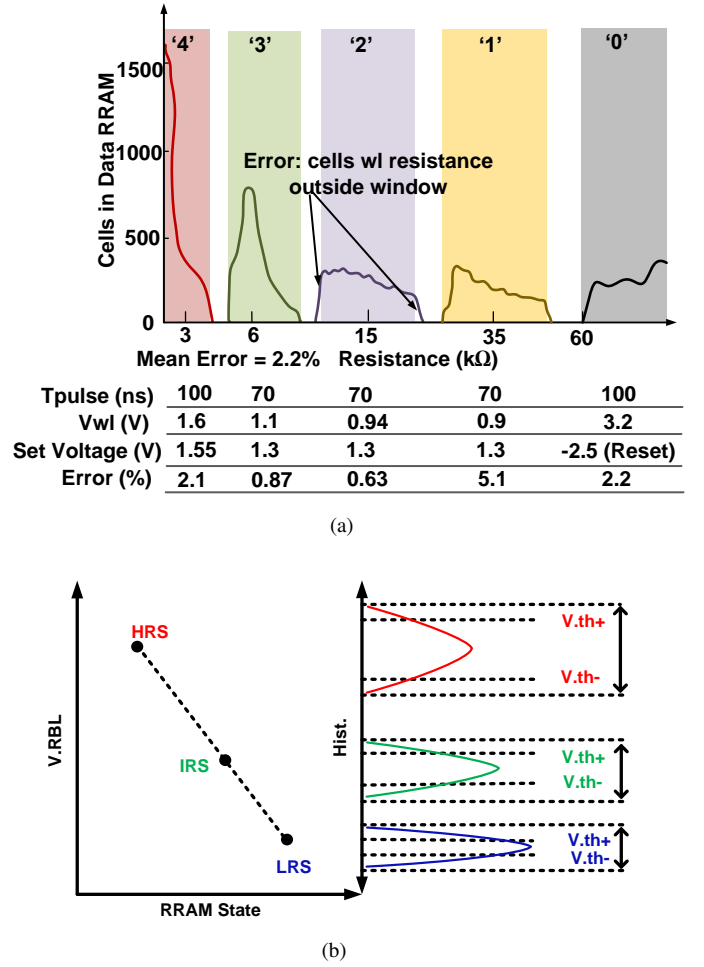 ‘4’ ‘3’ ‘2’ ‘1’ ‘0’
1500
1000
500
0
Cells in Data RRAM
Error: cells wl resistance
outside window
3 6 15 35 60
Mean Error = 2.2% Resistance (kΩ)
Tpulse (ns) 100 70 70 70 100
Vwl (V) 1.6 1.1 0.94 0.9 3.2
Set Voltage (V) 1.55 1.3 1.3 1.3 -2.5 (Reset)
Error (%) 2.1 0.87 0.63 5.1 2.2
(a)
V.RBL
HRS
IRS
LRS
RRAM State
Hist.
V.th+
V.th-
V.th+
V.th-
V.th+
V.th-
(b)